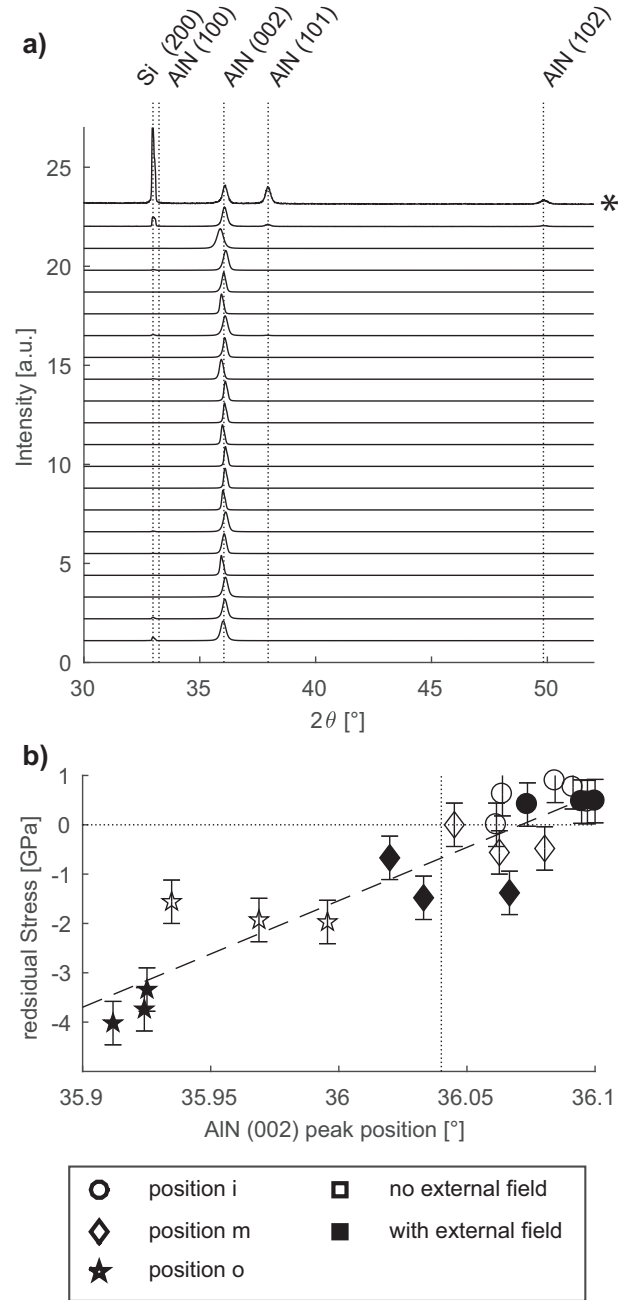 a)
Si (200)
AlN (100)
AlN (002)
AlN (101)
AlN (102)
25
20
15
10
5
0
*
Intensity [a.u.]
30 35 40 45 50
2θ [°]
b)
1
0
-1
-2
-3
-4
redsidual Stress [GPa]
35.9 35.95 36 36.05 36.1
AlN (002) peak position [°]
position i no external field
position m with external field
position o